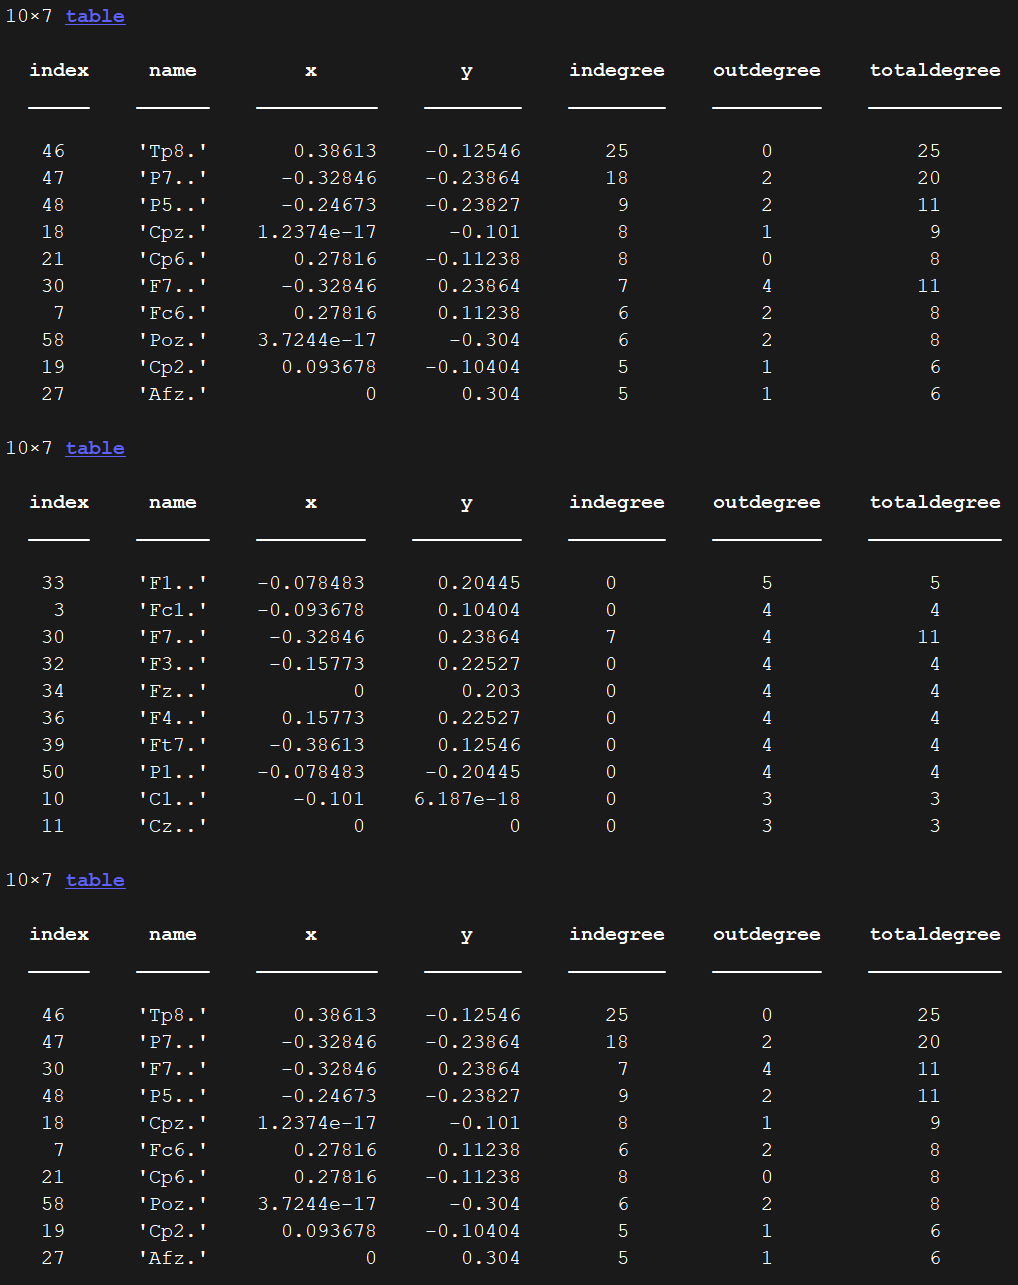 10×7 table
index name x y indegree outdegree totaldegree
46 'Tp8.' 0.38613 -0.12546 25 0 25
47 'P7..' -0.32846 -0.23864 18 2 20
48 'P5..' -0.24673 -0.23827 9 2 11
18 'Cpz.' 1.2374e-17 -0.101 8 1 9
21 'Cp6.' 0.27816 -0.11238 8 0 8
30 'F7..' -0.32846 0.23864 7 4 11
7 'Fc6.' 0.27816 0.11238 6 2 8
58 'Poz.' 3.7244e-17 -0.304 6 2 8
19 'Cp2.' 0.093678 -0.10404 5 1 6
27 'Afz.' 0 0.304 5 1 6
10×7 table
index name x y indegree outdegree totaldegree
33 'F1..' -0.078483 0.20445 0 5 5
3 'Fc1.' -0.093678 0.10404 0 4 4
30 'F7..' -0.32846 0.23864 7 4 11
32 'F3..' -0.15773 0.22527 0 4 4
34 'Fz..' 0 0.203 0 4 4
36 'F4..' 0.15773 0.22527 0 4 4
39 'Ft7.' -0.38613 0.12546 0 4 4
50 'P1..' -0.078483 -0.20445 0 4 4
10 'C1..' -0.101 6.187e-18 0 3 3
11 'Cz..' 0 0 0 3 3
10×7 table
index name x y indegree outdegree totaldegree
46 'Tp8.' 0.38613 -0.12546 25 0 25
47 'P7..' -0.32846 -0.23864 18 2 20
30 'F7..' -0.32846 0.23864 7 4 11
48 'P5..' -0.24673 -0.23827 9 2 11
18 'Cpz.' 1.2374e-17 -0.101 8 1 9
7 'Fc6.' 0.27816 0.11238 6 2 8
21 'Cp6.' 0.27816 -0.11238 8 0 8
58 'Poz.' 3.7244e-17 -0.304 6 2 8
19 'Cp2.' 0.093678 -0.10404 5 1 6
27 'Afz.' 0 0.304 5 1 6